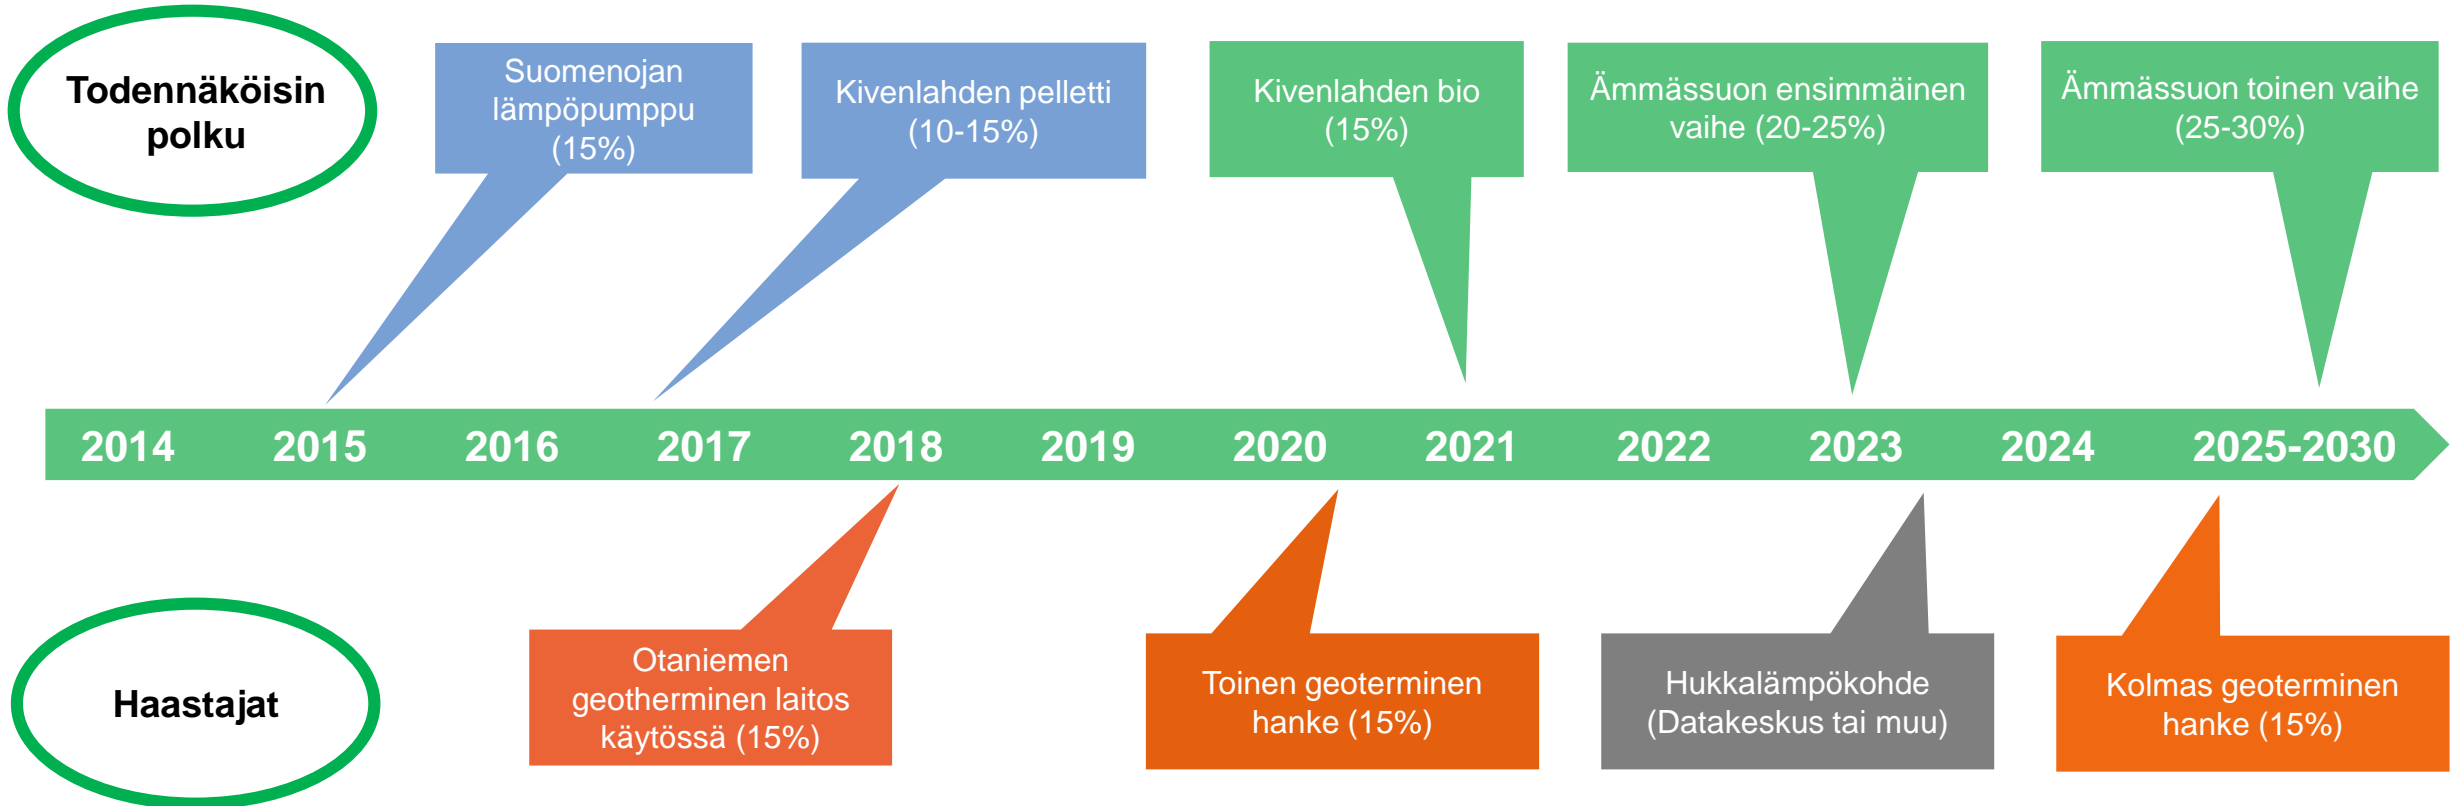 Todennäköisin
polku
Suomenojan
lämpöpumppu
(15%)
Kivenlahden pelletti
(10-15%)
Kivenlahden bio
(15%)
Ämmässuon ensimmäinen
vaihe (20-25%)
Ämmässuon toinen vaihe
(25-30%)
2014 2015 2016 2017 2018 2019 2020 2021 2022 2023 2024 2025-2030
Haastajat
Otaniemen
geotherminen laitos
käytössä (15%)
Toinen geoterminen
hanke (15%)
Hukkalämpökohde
(Datakeskus tai muu)
Kolmas geoterminen
hanke (15%)